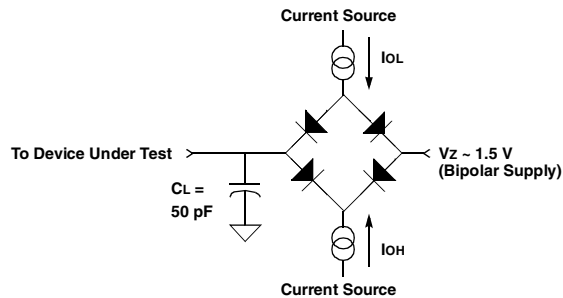 Current Source
IOL
To Device Under Test
VZ ~ 1.5 V
(Bipolar Supply)
CL =
50 pF
IOH
Current Source